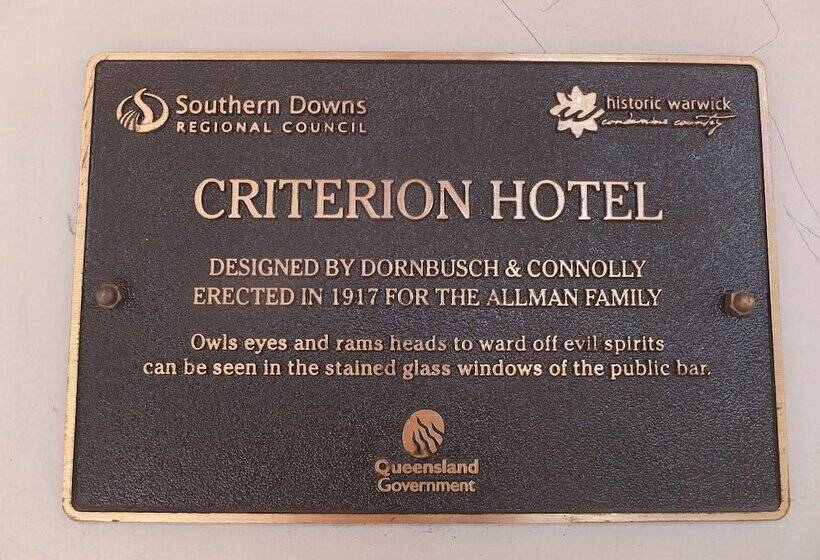 Southern Downs
REGIONAL COUNCIL
historic warwick
condamine country
CRITERION HOTEL
DESIGNED BY DORNBUSCH & CONNOLLY
ERECTED IN 1917 FOR THE ALLMAN FAMILY
Owls eyes and rams heads to ward off evil spirits
can be seen in the stained glass windows of the public bar.
Queensland
Government